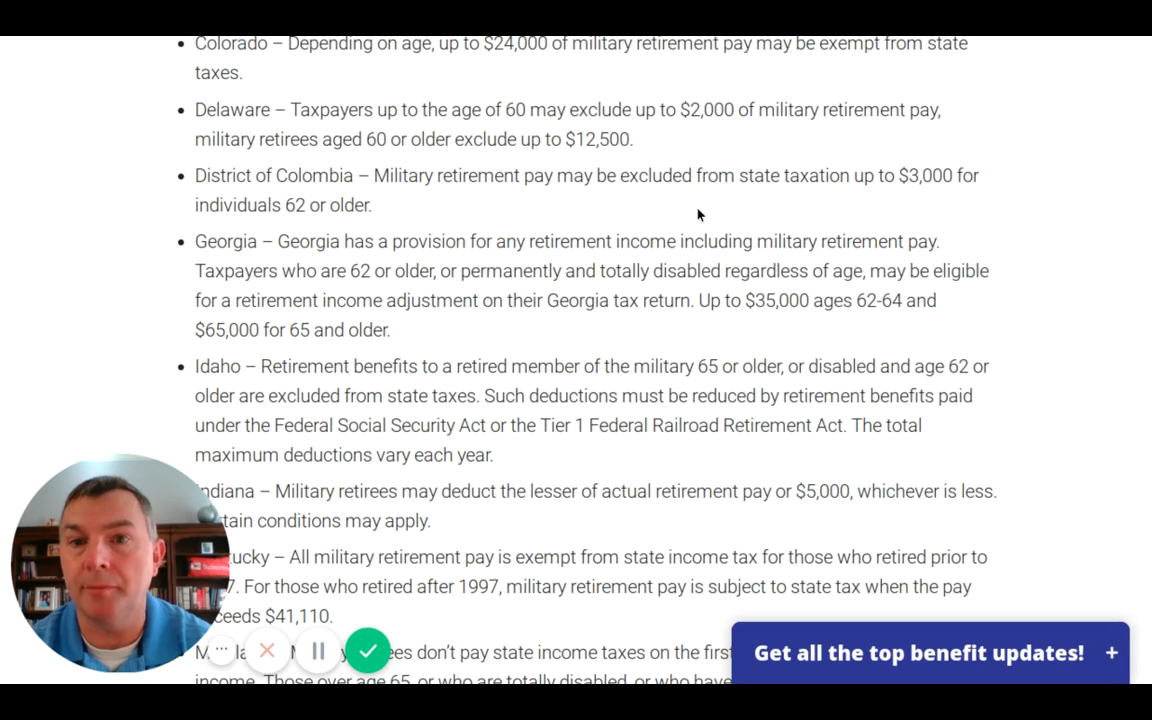 Colorado – Depending on age, up to $24,000 of military retirement pay may be exempt from state
taxes.
Delaware – Taxpayers up to the age of 60 may exclude up to $2,000 of military retirement pay,
military retirees aged 60 or older exclude up to $12,500.
District of Colombia – Military retirement pay may be excluded from state taxation up to $3,000 for
individuals 62 or older.
Georgia – Georgia has a provision for any retirement income including military retirement pay.
Taxpayers who are 62 or older, or permanently and totally disabled regardless of age, may be eligible
for a retirement income adjustment on their Georgia tax return. Up to $35,000 ages 62-64 and
$65,000 for 65 and older.
Idaho – Retirement benefits to a retired member of the military 65 or older, or disabled and age 62 or
older are excluded from state taxes. Such deductions must be reduced by retirement benefits paid
under the Federal Social Security Act or the Tier 1 Federal Railroad Retirement Act. The total
maximum deductions vary each year.
ndiana – Military retirees may deduct the lesser of actual retirement pay or $5,000, whichever is less.
tain conditions may apply.
ucky – All military retirement pay is exempt from state income tax for those who retired prior to
7. For those who retired after 1997, military retirement pay is subject to state tax when the pay
ceeds $41,110.
ees don't pay state income taxes on the first
income. Those over age 65, or who are totally disabled, or who have
Get all the top benefit updates! +